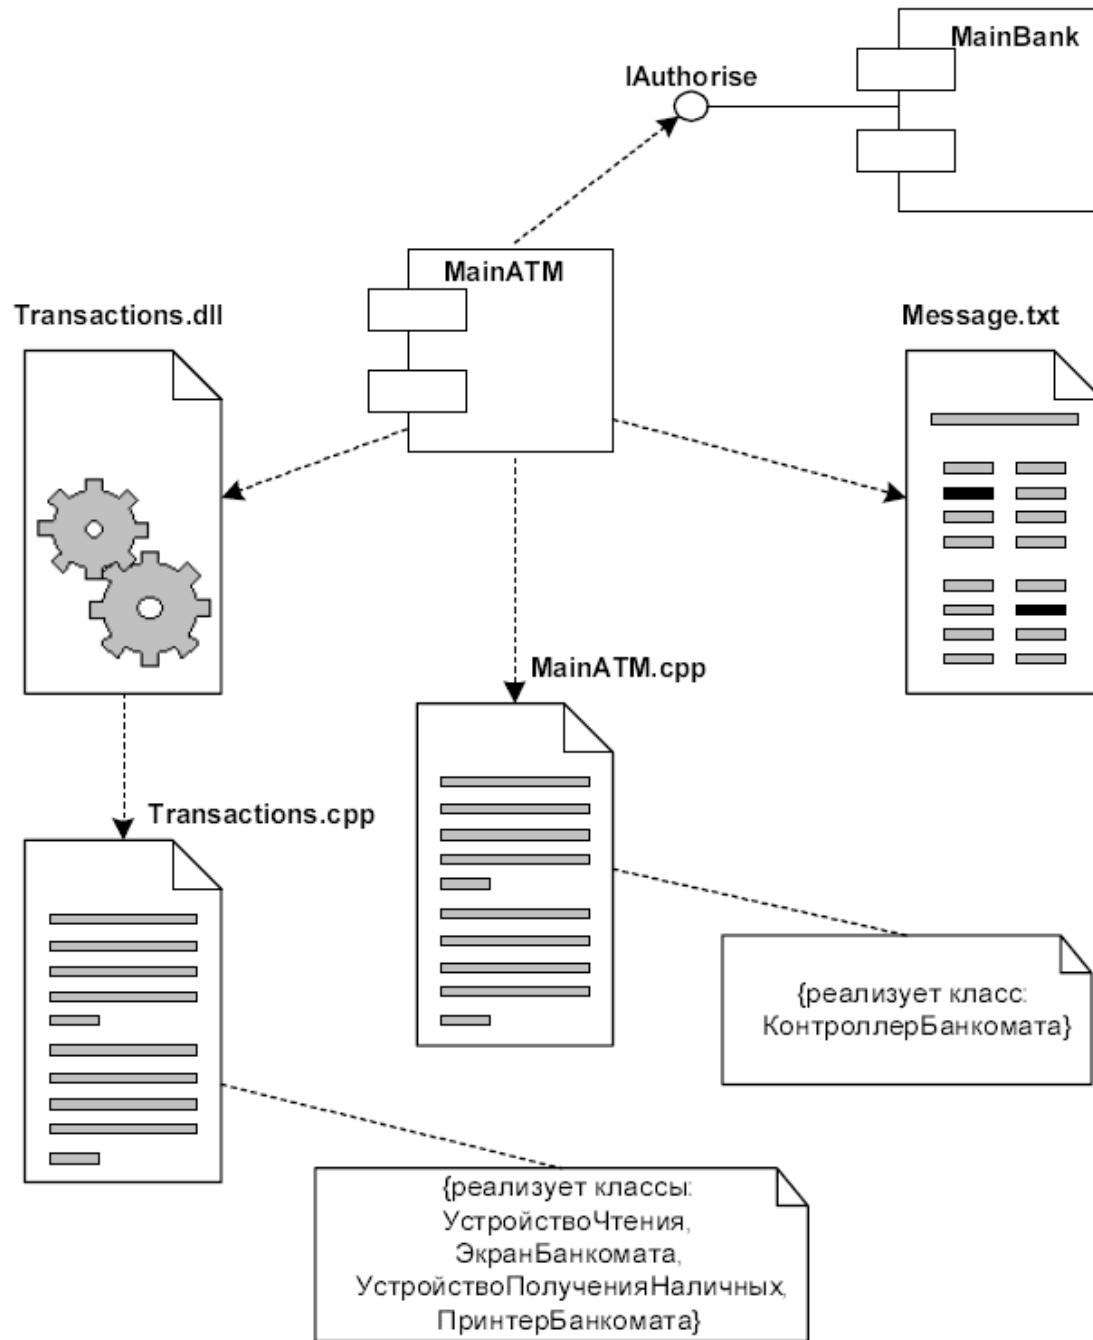 MainBank
IAuthorise
MainATM
Transactions.dll
Message.txt
MainATM.cpp
Transactions.cpp
{реализует класс:
КонтроллерБанкомата}
{реализует классы:
УстройствоЧтения,
ЭкранБанкомата,
УстройствоПолученияНаличных,
ПринтерБанкомата}